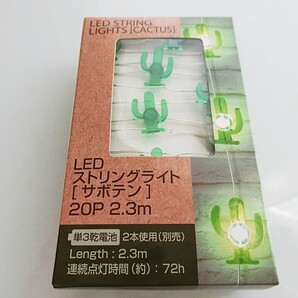 LED STRING
LIGHTS [CACTUS]
LED
ストリングライト
[サボテン]
20P 2.3m
単3乾電池 2本使用(別売)
Length : 2.3m
連続点灯時間(約) : 72h